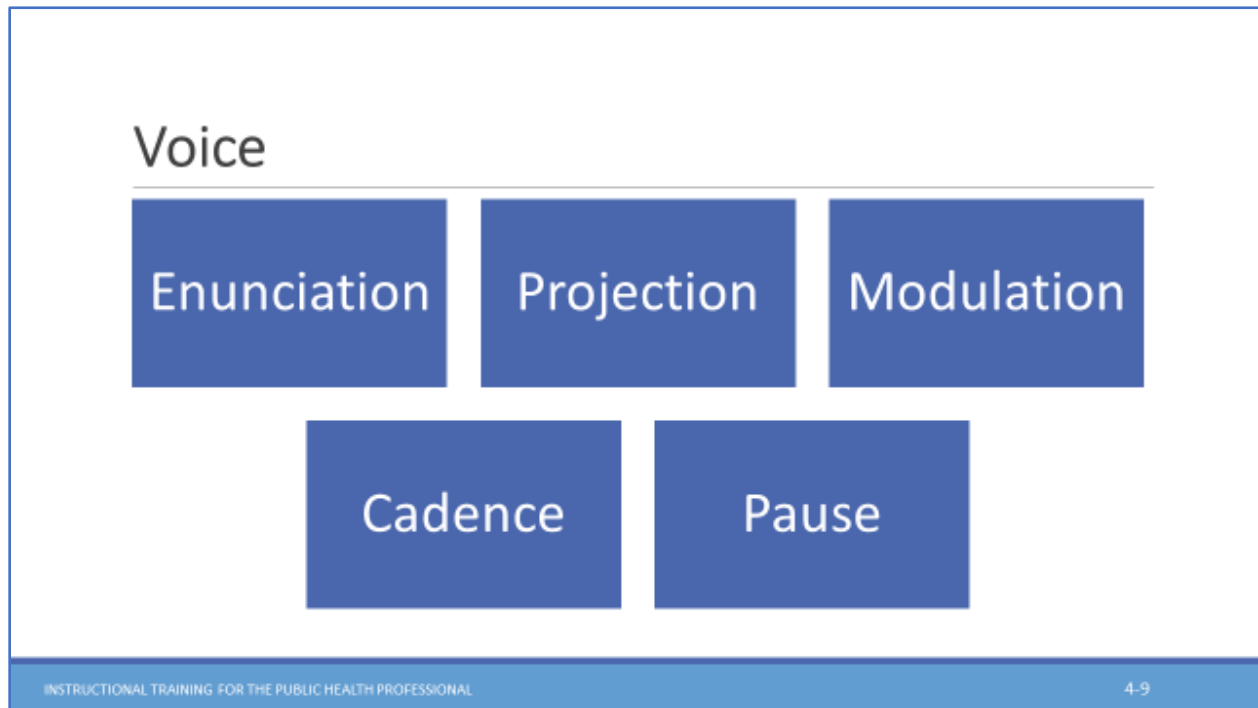 Voice
Enunciation
Projection
Modulation
Cadence
Pause
INSTRUCTIONAL TRAINING FOR THE PUBLIC HEALTH PROFESSIONAL
4-9